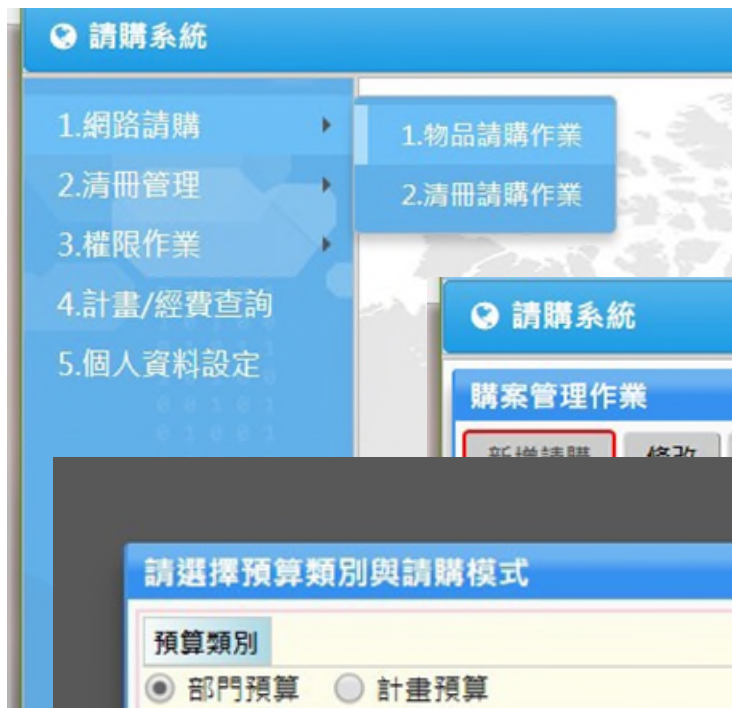 請購系統
1.網路請購
1.物品請購作業
2.清冊管理
2.清冊請購作業
3.權限作業
4.計畫/經費查詢
5.個人資料設定
請購系統
購案管理作業
新增請購 修改
請選擇預算類別與請購模式
預算類別
部門預算 計畫預算